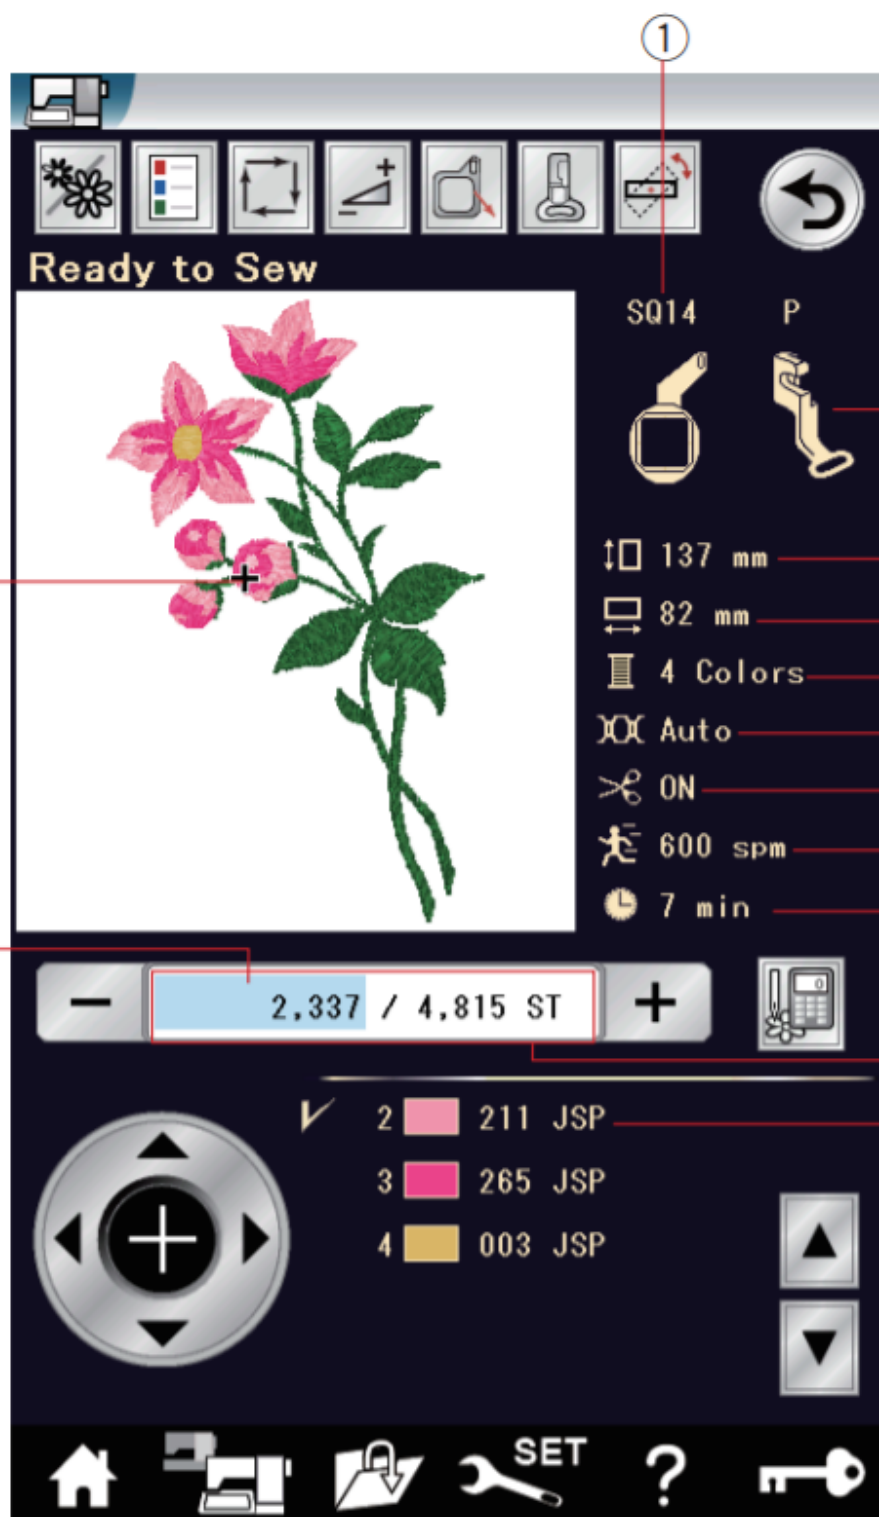 ①
Ready to Sew
SQ14 P
137 mm
82 mm
4 Colors
Auto
ON
600 spm
7 min
− 2,337 / 4,815 ST +
0
2 211 JSP
3 265 JSP
4 003 JSP
SET
?